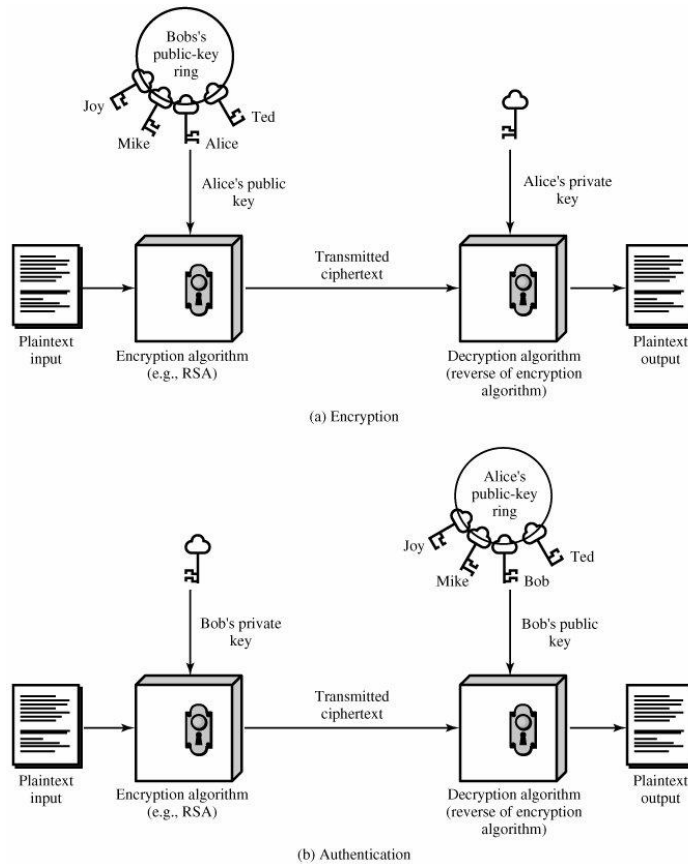 Bobs's
public-key
ring
Joy
Ted
Mike
Alice
Alice's public
key
Alice's private
key
Transmitted
ciphertext
Plaintext
input
Encryption algorithm
(e.g., RSA)
Decryption algorithm
(reverse of encryption
algorithm)
Plaintext
output
(a) Encryption
Alice's
public-key
ring
Joy
Ted
Mike
Bob
Bob's private
key
Bob's public
key
Transmitted
ciphertext
Plaintext
input
Encryption algorithm
(e.g., RSA)
Decryption algorithm
(reverse of encryption
algorithm)
Plaintext
output
(b) Authentication